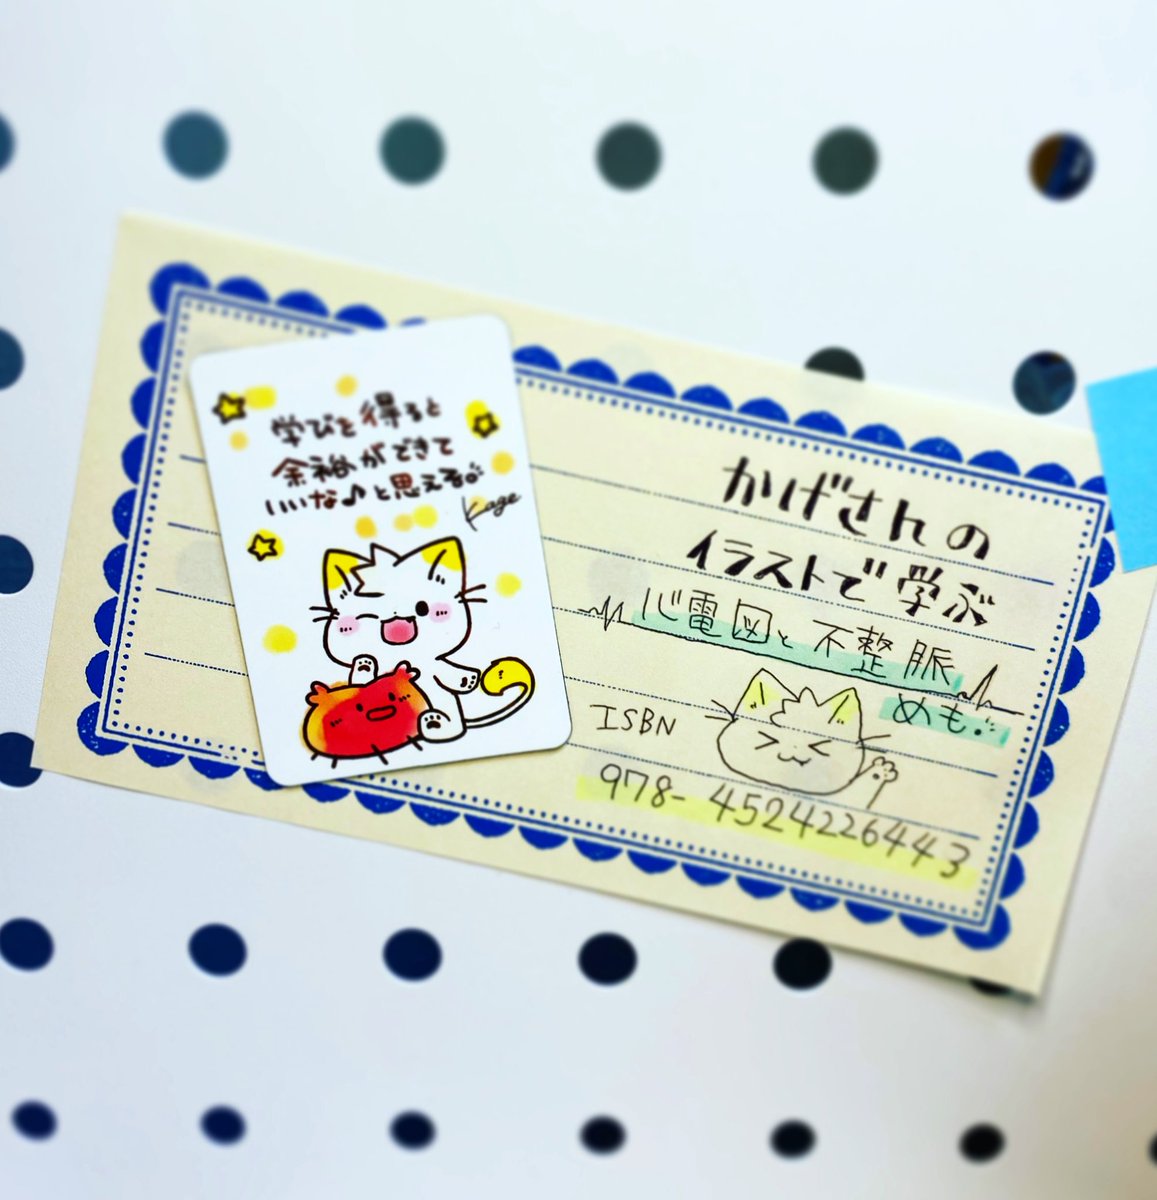 学びを得ると
余裕ができて
いいな♪と思える。
Kage
かげさんの
イラストで学ぶ
心電図と不整脈
めも。
ISBN
978-4524226443